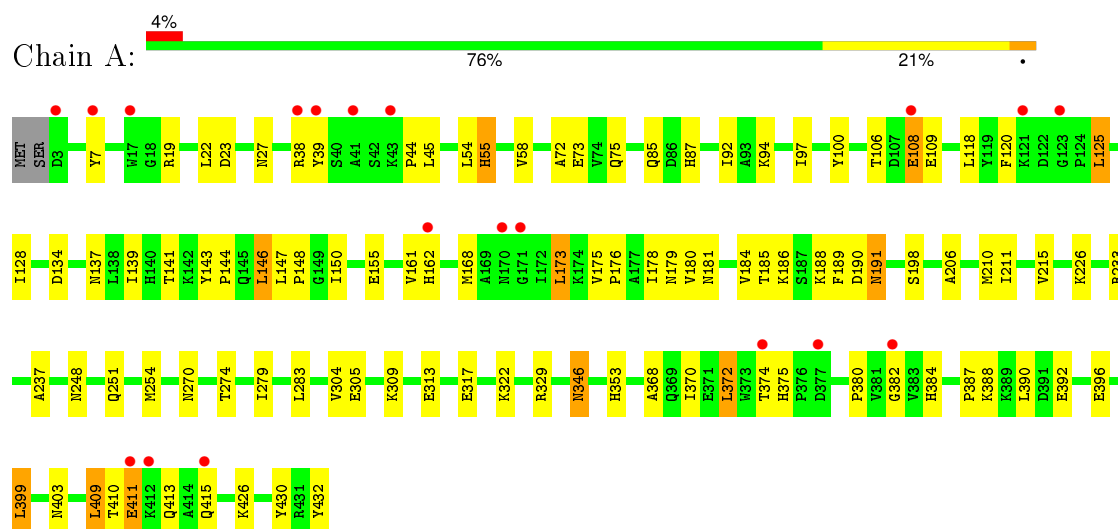 4%
Chain A:
76% 21% •
MET SER D3 Y7 W17 G18 R19 L22 D23 N27 R38 Y39 S40 A41 S42 K43 P44 L45 L54 H55 V58 A72 E73 V74 Q75 Q85 D86 H87 I92 A93 K94 I97 Y100 T106 D107 E108 E109 L118 Y119 F120 K121 D122 G123 P124 L125
I128 D134 N137 L138 I139 H140 T141 K142 Y143 P144 Q145 L146 L147 P148 G149 I150 E155 V161 H162 M168 A169 N170 G171 I172 L173 K174 V175 P176 A177 I178 N179 V180 N181 V184 T185 K186 S187 K188 F189 D190 N191 S198 A206 M210 I211 V215 K226 R233
A237 N248 Q251 M254 N270 T274 I279 L283 V304 E305 K309 E313 E317 K322 R329 N346 H353 A368 Q369 I370 E371 L372 W373 T374 H375 P376 D377 P380 V381 G382 V383 H384 P387 K388 K389 L390 D391 E392 E396
L399 N403 L409 T410 E411 K412 Q413 A414 Q415 K426 Y430 R431 Y432